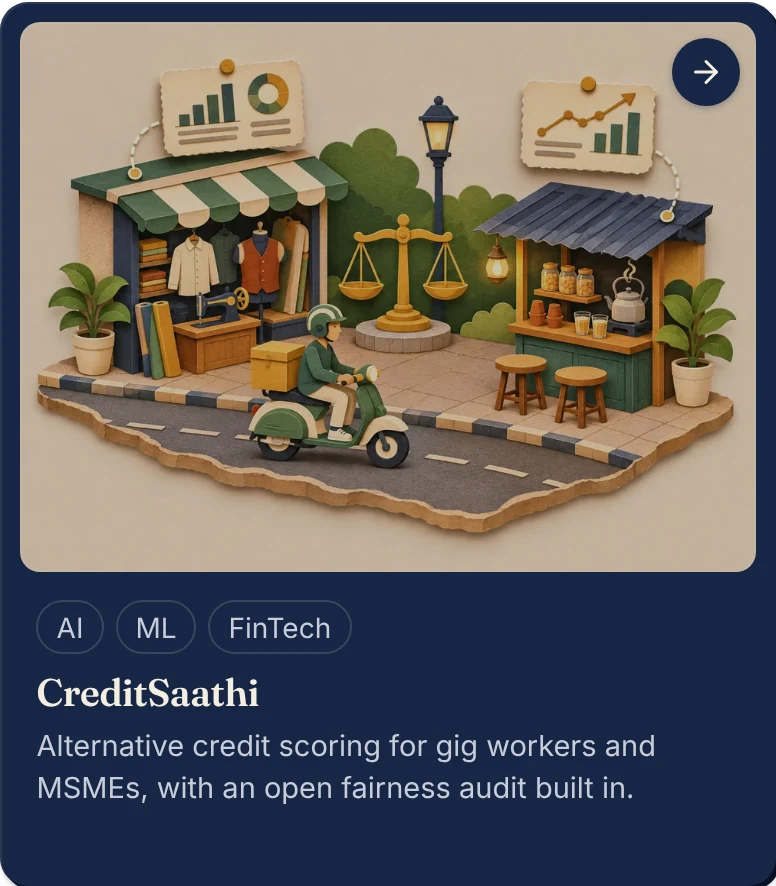 AI
ML
FinTech
CreditSaathi
Alternative credit scoring for gig workers and
MSMEs, with an open fairness audit built in.